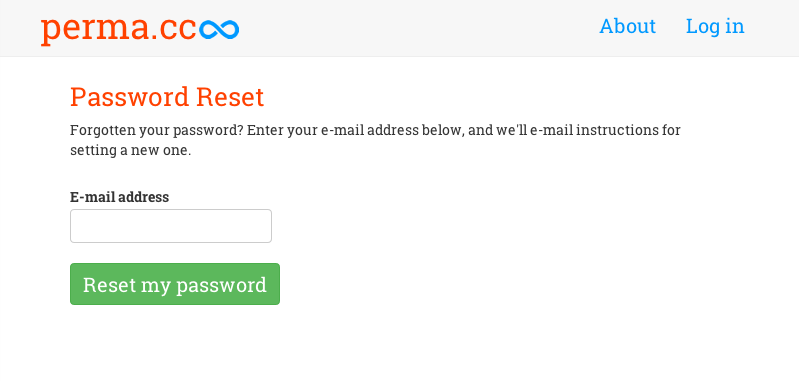 perma.cc
About
Log in
Password Reset
Forgotten your password? Enter your e-mail address below, and we'll e-mail instructions for
setting a new one.
E-mail address
Reset my password